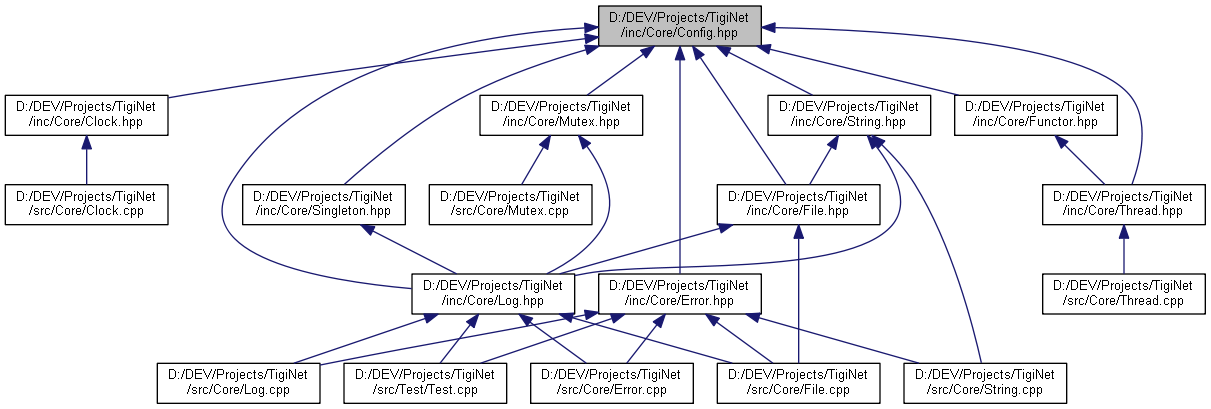 D:/DEV/Projects/TigiNet
/inc/Core/Config.hpp
D:/DEV/Projects/TigiNet
/inc/Core/Clock.hpp
D:/DEV/Projects/TigiNet
/inc/Core/Mutex.hpp
D:/DEV/Projects/TigiNet
/inc/Core/String.hpp
D:/DEV/Projects/TigiNet
/inc/Core/Functor.hpp
D:/DEV/Projects/TigiNet
/src/Core/Clock.cpp
D:/DEV/Projects/TigiNet
/inc/Core/Singleton.hpp
D:/DEV/Projects/TigiNet
/src/Core/Mutex.cpp
D:/DEV/Projects/TigiNet
/inc/Core/File.hpp
D:/DEV/Projects/TigiNet
/inc/Core/Thread.hpp
D:/DEV/Projects/TigiNet
/inc/Core/Log.hpp
D:/DEV/Projects/TigiNet
/inc/Core/Error.hpp
D:/DEV/Projects/TigiNet
/src/Core/Thread.cpp
D:/DEV/Projects/TigiNet
/src/Core/Log.cpp
D:/DEV/Projects/TigiNet
/src/Test/Test.cpp
D:/DEV/Projects/TigiNet
/src/Core/Error.cpp
D:/DEV/Projects/TigiNet
/src/Core/File.cpp
D:/DEV/Projects/TigiNet
/src/Core/String.cpp